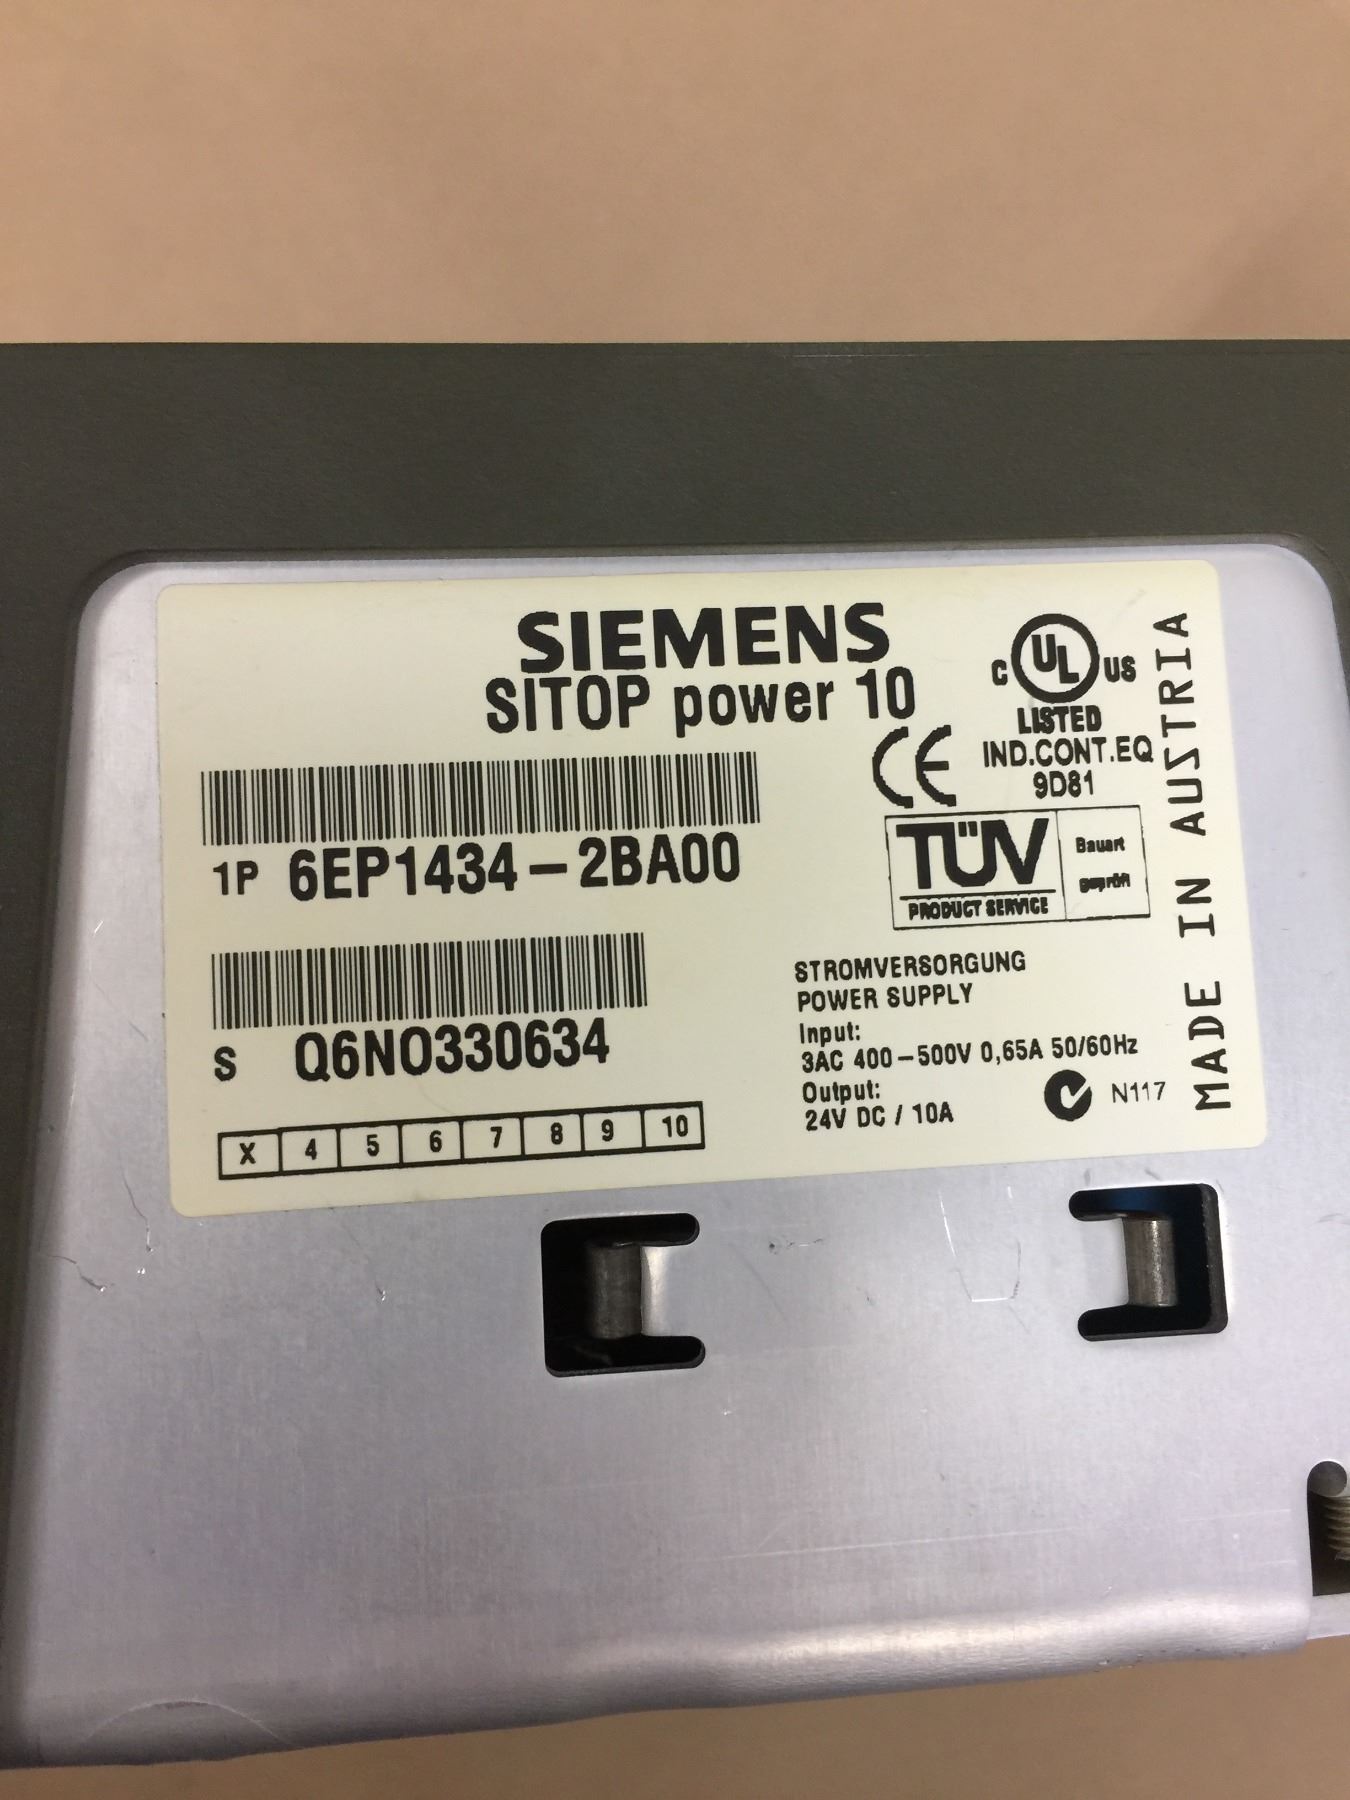 SIEMENS
SITOP power 10
1P 6EP1434-2BA00
S Q6NO330634
X 4 5 6 7 8 9 10
C UL US
LISTED
IND.CONT.EQ
9D81
CE
TÜV
PRODUCT SERVICE
Bauart
geprüft
STROMVERSORGUNG
POWER SUPPLY
Input:
3AC 400-500V 0,65A 50/60Hz
Output:
24V DC / 10A
N117
MADE IN AUSTRIA